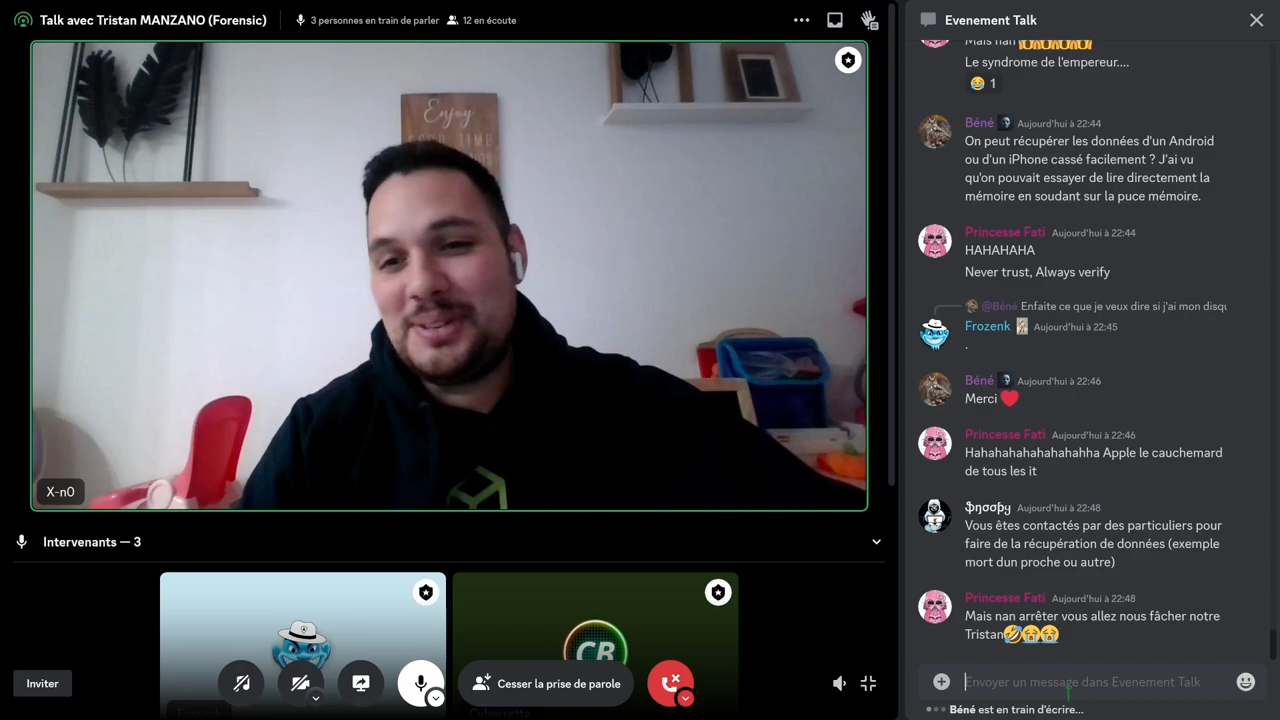 Talk avec Tristan MANZANO (Forensic)
3 personnes en train de parler
12 en écoute
Enjoy
GOOD TIME
X-n0
Intervenants — 3
CB
Inviter
Cesser la prise de parole
Evenement Talk
Mais nan
Le syndrome de l'empereur....
1
Béné Aujourd'hui à 22:44
On peut récupérer les données d'un Android
ou d'un iPhone cassé facilement ? J'ai vu
qu'on pouvait essayer de lire directement la
mémoire en soudant sur la puce mémoire.
Princesse Fati Aujourd'hui à 22:44
HAHAHAHA
Never trust, Always verify
@Béné Enfaite ce que je veux dire si j'ai mon disqu
Frozenk Aujourd'hui à 22:45
.
Béné Aujourd'hui à 22:46
Merci
Princesse Fati Aujourd'hui à 22:46
Hahahahahahahahha Apple le cauchemard
de tous les it
Aujourd'hui à 22:48
Vous êtes contactés par des particuliers pour
faire de la récupération de données (exemple
mort dun proche ou autre)
Princesse Fati Aujourd'hui à 22:48
Mais nan arrêter vous allez nous fâcher notre
Tristan
Envoyer un message dans Evenement Talk
Béné est en train d'écrire...